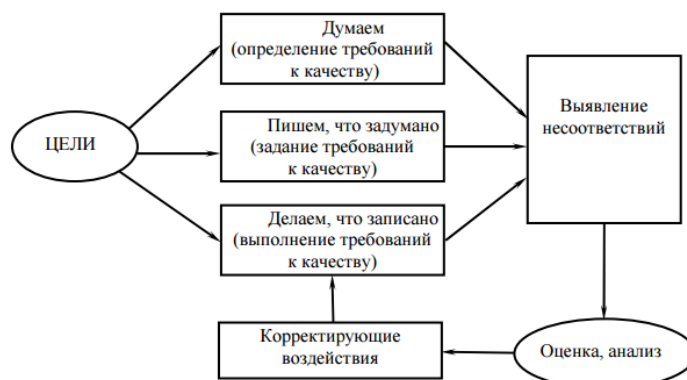 Думаем
(определение требований
к качеству)
Выявление
несоответствий
ЦЕЛИ
Пишем, что задумано
(задание требований
к качеству)
Делаем, что записано
(выполнение требований
к качеству)
Корректирующие
воздействия
Оценка, анализ